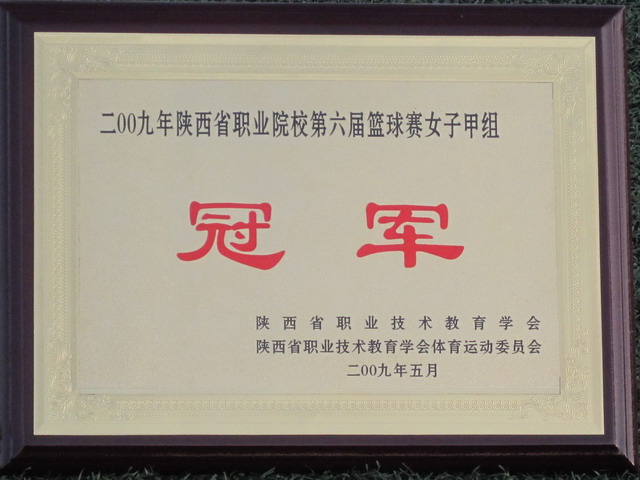 二00九年陕西省职业院校第六届篮球赛女子甲组
冠军
陕西省职业技术教育学会
陕西省职业技术教育学会体育运动委员会
二00九年五月